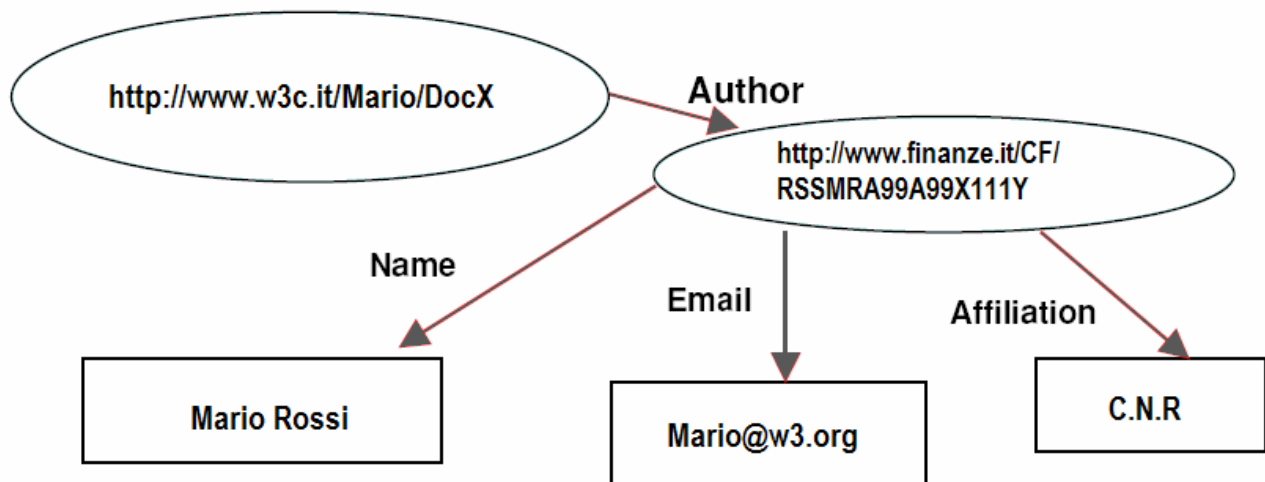 http://www.w3c.it/Mario/DocX
Author
http://www.finanze.it/CF/
RSSMRA99A99X111Y
Name
Email
Affiliation
Mario Rossi
Mario@w3.org
C.N.R